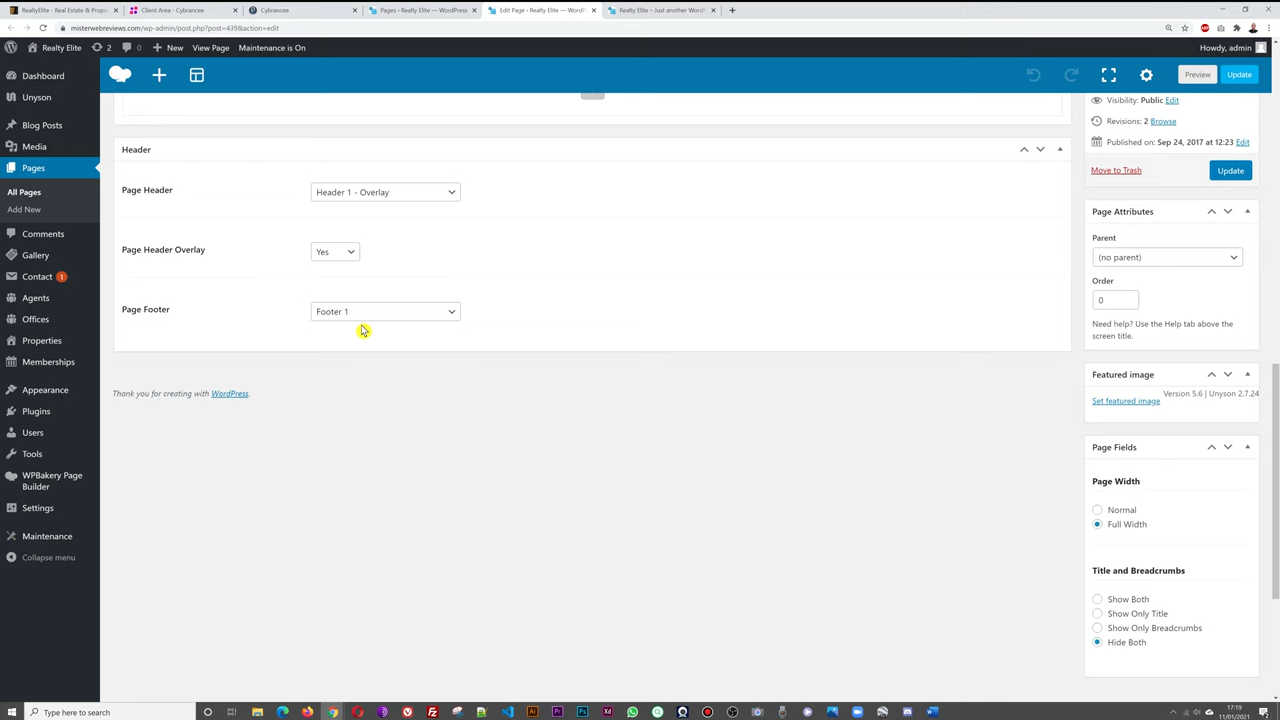 RealtyElite - Real Estate & Proper
Client Area - Cybrancee
Cybrancee
Pages ‹ Realty Elite — WordPress
Edit Page ‹ Realty Elite — WordP
Realty Elite – Just another WordP
misterwebreviews.com/wp-admin/post.php?post=439&action=edit
Realty Elite
2
0
New
View Page
Maintenance is On
Howdy, admin
Preview
Update
Dashboard
Unyson
Blog Posts
Media
Pages
All Pages
Add New
Comments
Gallery
Contact 1
Agents
Offices
Properties
Memberships
Appearance
Plugins
Users
Tools
WPBakery Page
Builder
Settings
Maintenance
Collapse menu
Header
Page Header
Header 1 - Overlay
Page Header Overlay
Yes
Page Footer
Footer 1
Thank you for creating with WordPress.
Version 5.6 | Unyson 2.7.24
Visibility: Public Edit
Revisions: 2 Browse
Published on: Sep 24, 2017 at 12:23 Edit
Move to Trash
Update
Page Attributes
Parent
(no parent)
Order
0
Need help? Use the Help tab above the
screen title.
Featured image
Set featured image
Page Fields
Page Width
Normal
Full Width
Title and Breadcrumbs
Show Both
Show Only Title
Show Only Breadcrumbs
Hide Both
Type here to search
17:19
11/01/2021